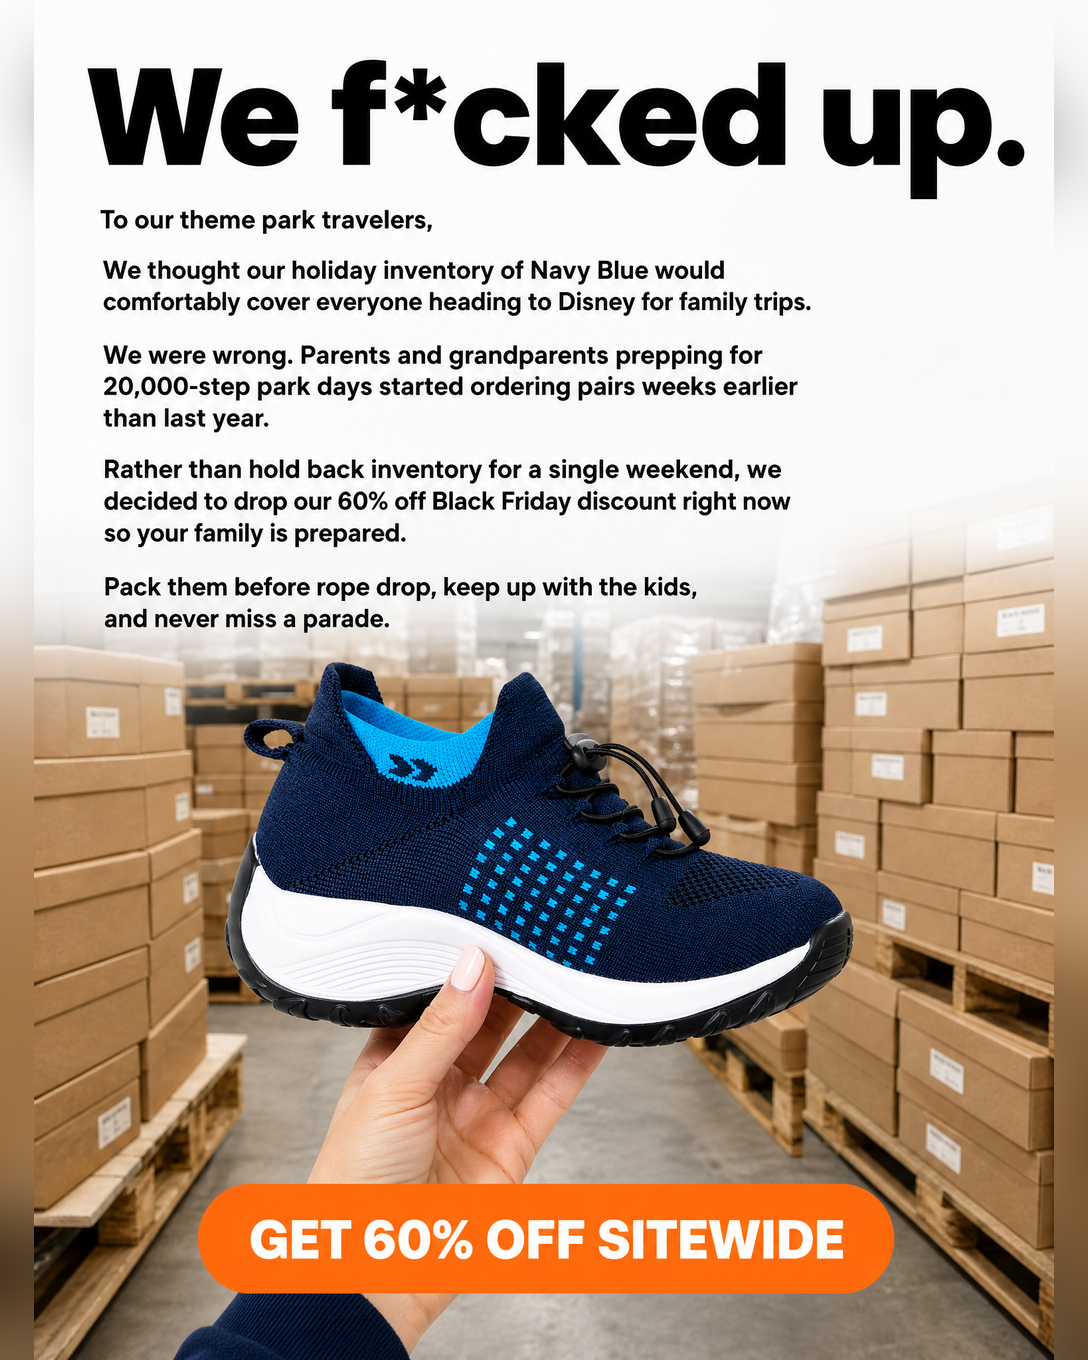 We f*cked up.
To our theme park travelers,
We thought our holiday inventory of Navy Blue would
comfortably cover everyone heading to Disney for family trips.
We were wrong. Parents and grandparents prepping for
20,000-step park days started ordering pairs weeks earlier
than last year.
Rather than hold back inventory for a single weekend, we
decided to drop our 60% off Black Friday discount right now
so your family is prepared.
Pack them before rope drop, keep up with the kids,
and never miss a parade.
GET 60% OFF SITEWIDE